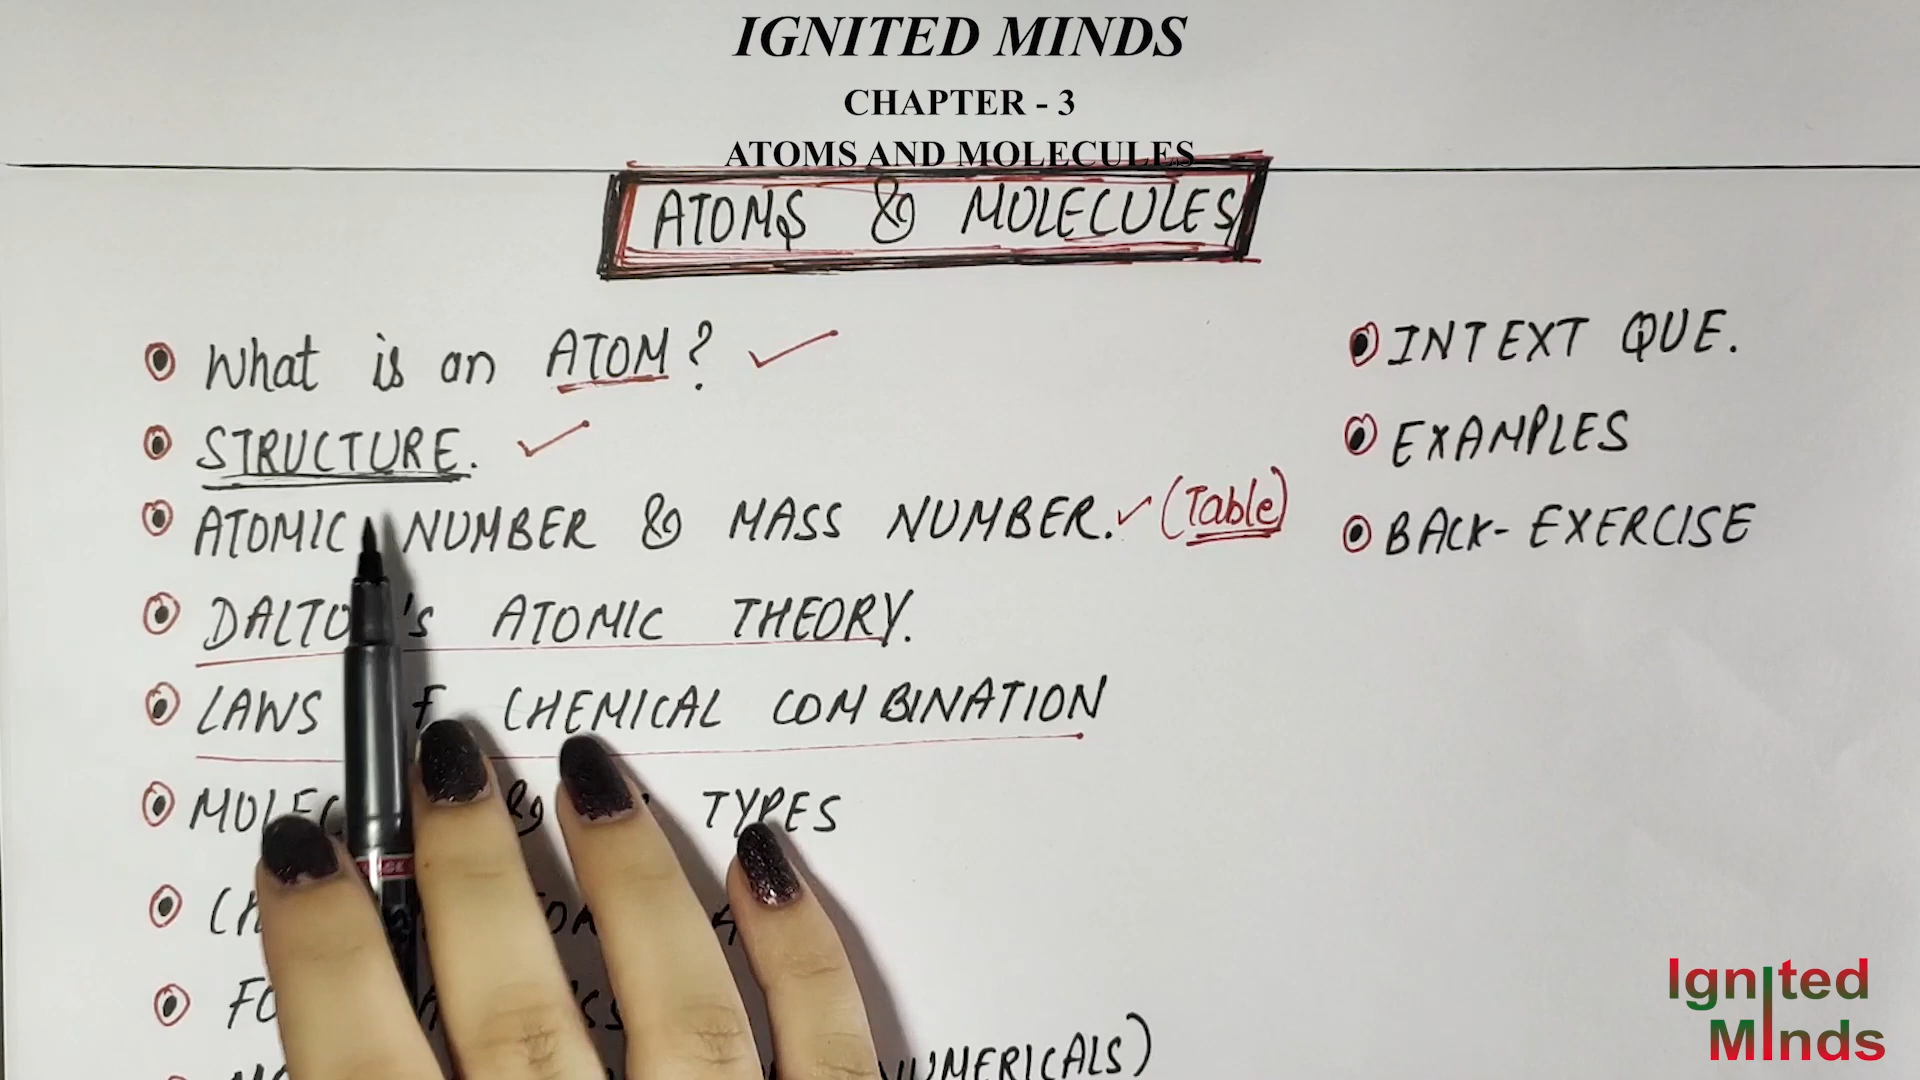 IGNITED MINDS
CHAPTER - 3
ATOMS AND MOLECULES
ATOMS & MOLECULES
What is an ATOM?
STRUCTURE.
ATOMIC NUMBER & MASS NUMBER. (Table)
'S ATOMIC THEORY.
LAWS CHEMICAL COMBINATION
& TYPES
NUMERICALS)
INTEXT QUE.
EXAMPLES
BACK-EXERCISE
Ignited
Minds